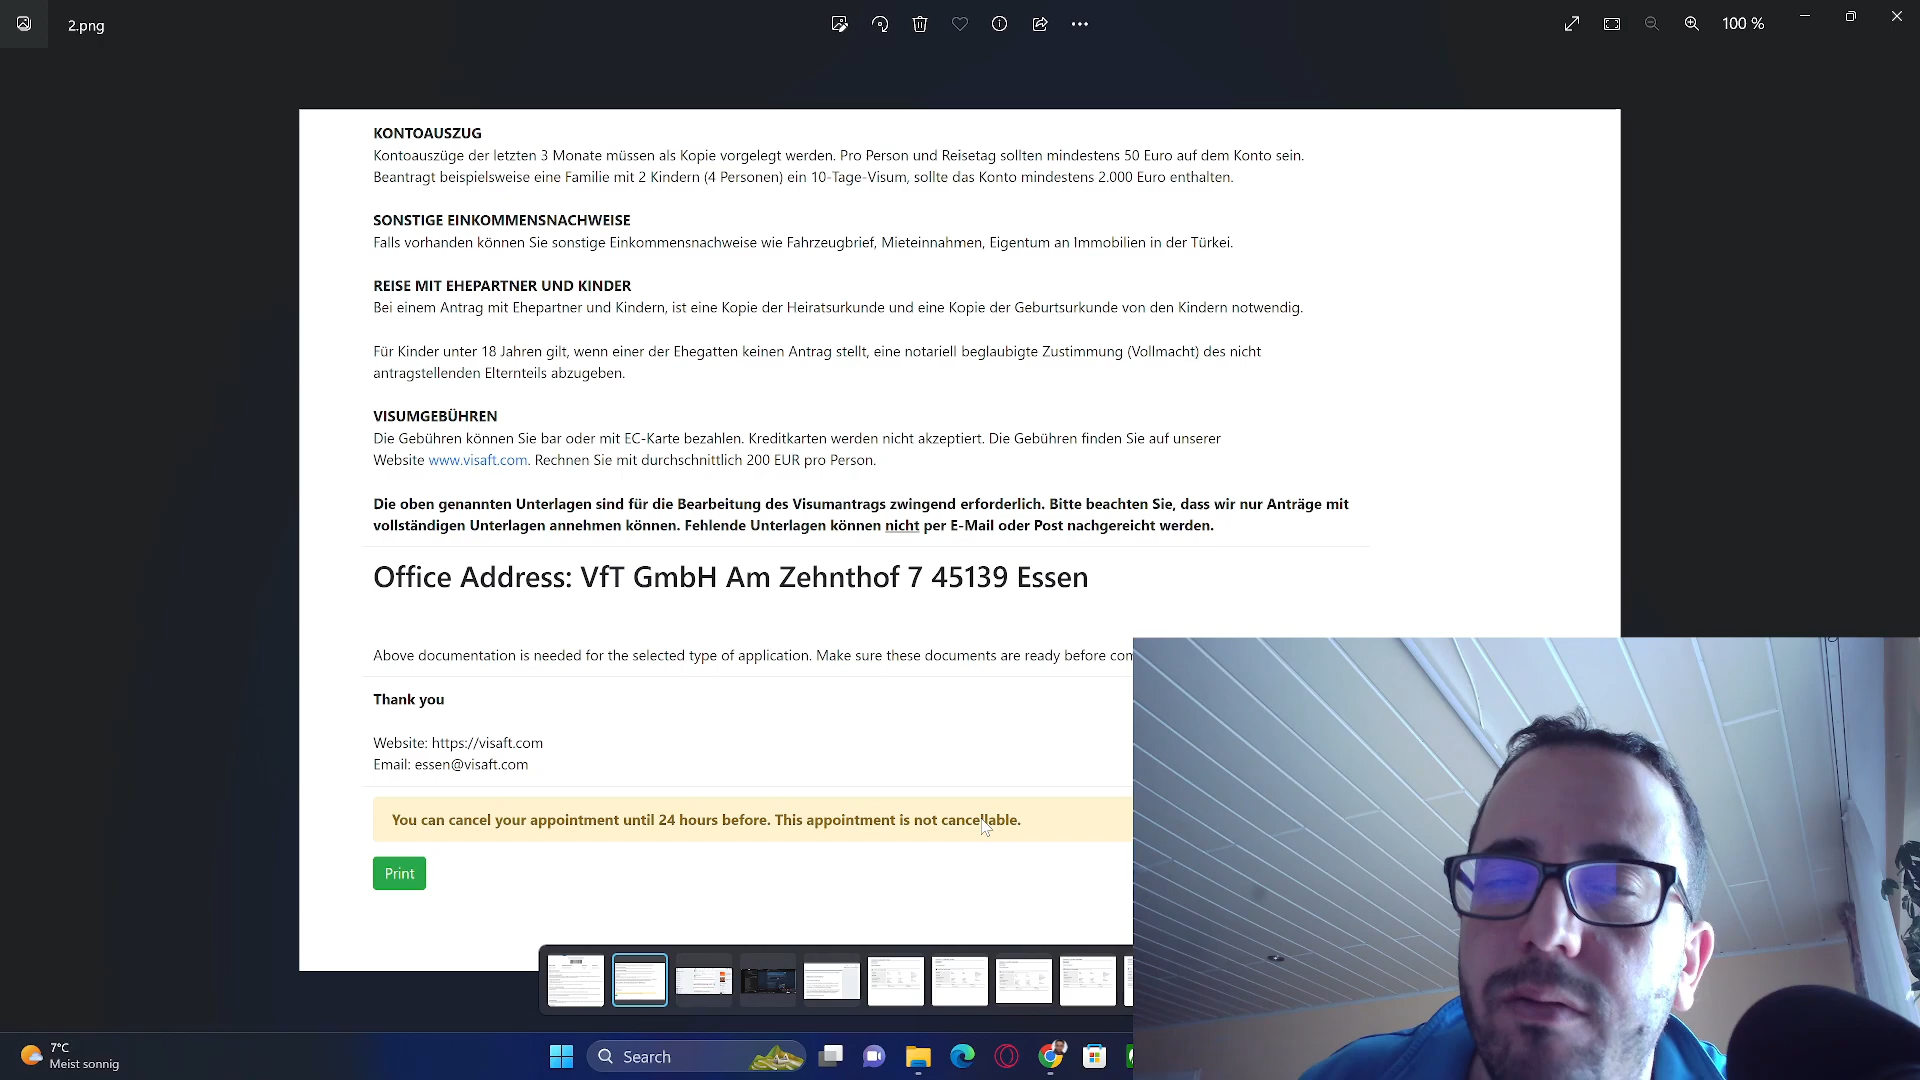 2.png
100 %
KONTOAUSZUG
Kontoauszüge der letzten 3 Monate müssen als Kopie vorgelegt werden. Pro Person und Reisetag sollten mindestens 50 Euro auf dem Konto sein.
Beantragt beispielsweise eine Familie mit 2 Kindern (4 Personen) ein 10-Tage-Visum, sollte das Konto mindestens 2.000 Euro enthalten.
SONSTIGE EINKOMMENSNACHWEISE
Falls vorhanden können Sie sonstige Einkommensnachweise wie Fahrzeugbrief, Mieteinnahmen, Eigentum an Immobilien in der Türkei.
REISE MIT EHEPARTNER UND KINDER
Bei einem Antrag mit Ehepartner und Kindern, ist eine Kopie der Heiratsurkunde und eine Kopie der Geburtsurkunde von den Kindern notwendig.
Für Kinder unter 18 Jahren gilt, wenn einer der Ehegatten keinen Antrag stellt, eine notariell beglaubigte Zustimmung (Vollmacht) des nicht
antragstellenden Elternteils abzugeben.
VISUMGEBÜHREN
Die Gebühren können Sie bar oder mit EC-Karte bezahlen. Kreditkarten werden nicht akzeptiert. Die Gebühren finden Sie auf unserer
Website www.visaft.com. Rechnen Sie mit durchschnittlich 200 EUR pro Person.
Die oben genannten Unterlagen sind für die Bearbeitung des Visumantrags zwingend erforderlich. Bitte beachten Sie, dass wir nur Anträge mit
vollständigen Unterlagen annehmen können. Fehlende Unterlagen können nicht per E-Mail oder Post nachgereicht werden.
Office Address: VfT GmbH Am Zehnthof 7 45139 Essen
Above documentation is needed for the selected type of application. Make sure these documents are ready before com
Thank you
Website: https://visaft.com
Email: essen@visaft.com
You can cancel your appointment until 24 hours before. This appointment is not cancellable.
Print
7°C
Meist sonnig
Search